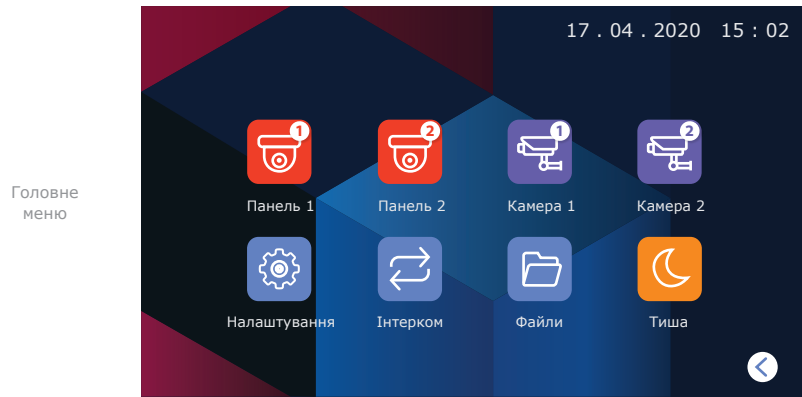 17 . 04 . 2020 15 : 02
1 2 1 2
Панель 1 Панель 2 Камера 1 Камера 2
Головне
меню
Налаштування Інтерком Файли Тиша